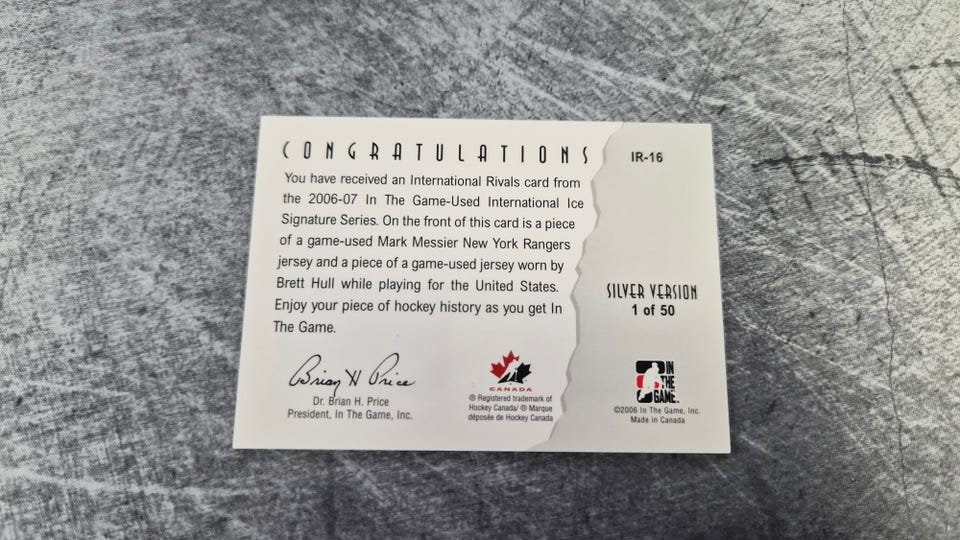 CONGRATULATIONS
You have received an International Rivals card from
the 2006-07 In The Game-Used International Ice
Signature Series. On the front of this card is a piece
of a game-used Mark Messier New York Rangers
jersey and a piece of a game-used jersey worn by
Brett Hull while playing for the United States.
Enjoy your piece of hockey history as you get In
The Game.
Brian H Price
Dr. Brian H. Price
President, In The Game, Inc.
CANADA
® Registered trademark of
Hockey Canada/ ® Marque
déposée de Hockey Canada
IR-16
SILVER VERSION
1 of 50
IN
THE
GAME
©2006 In The Game, Inc.
Made in Canada